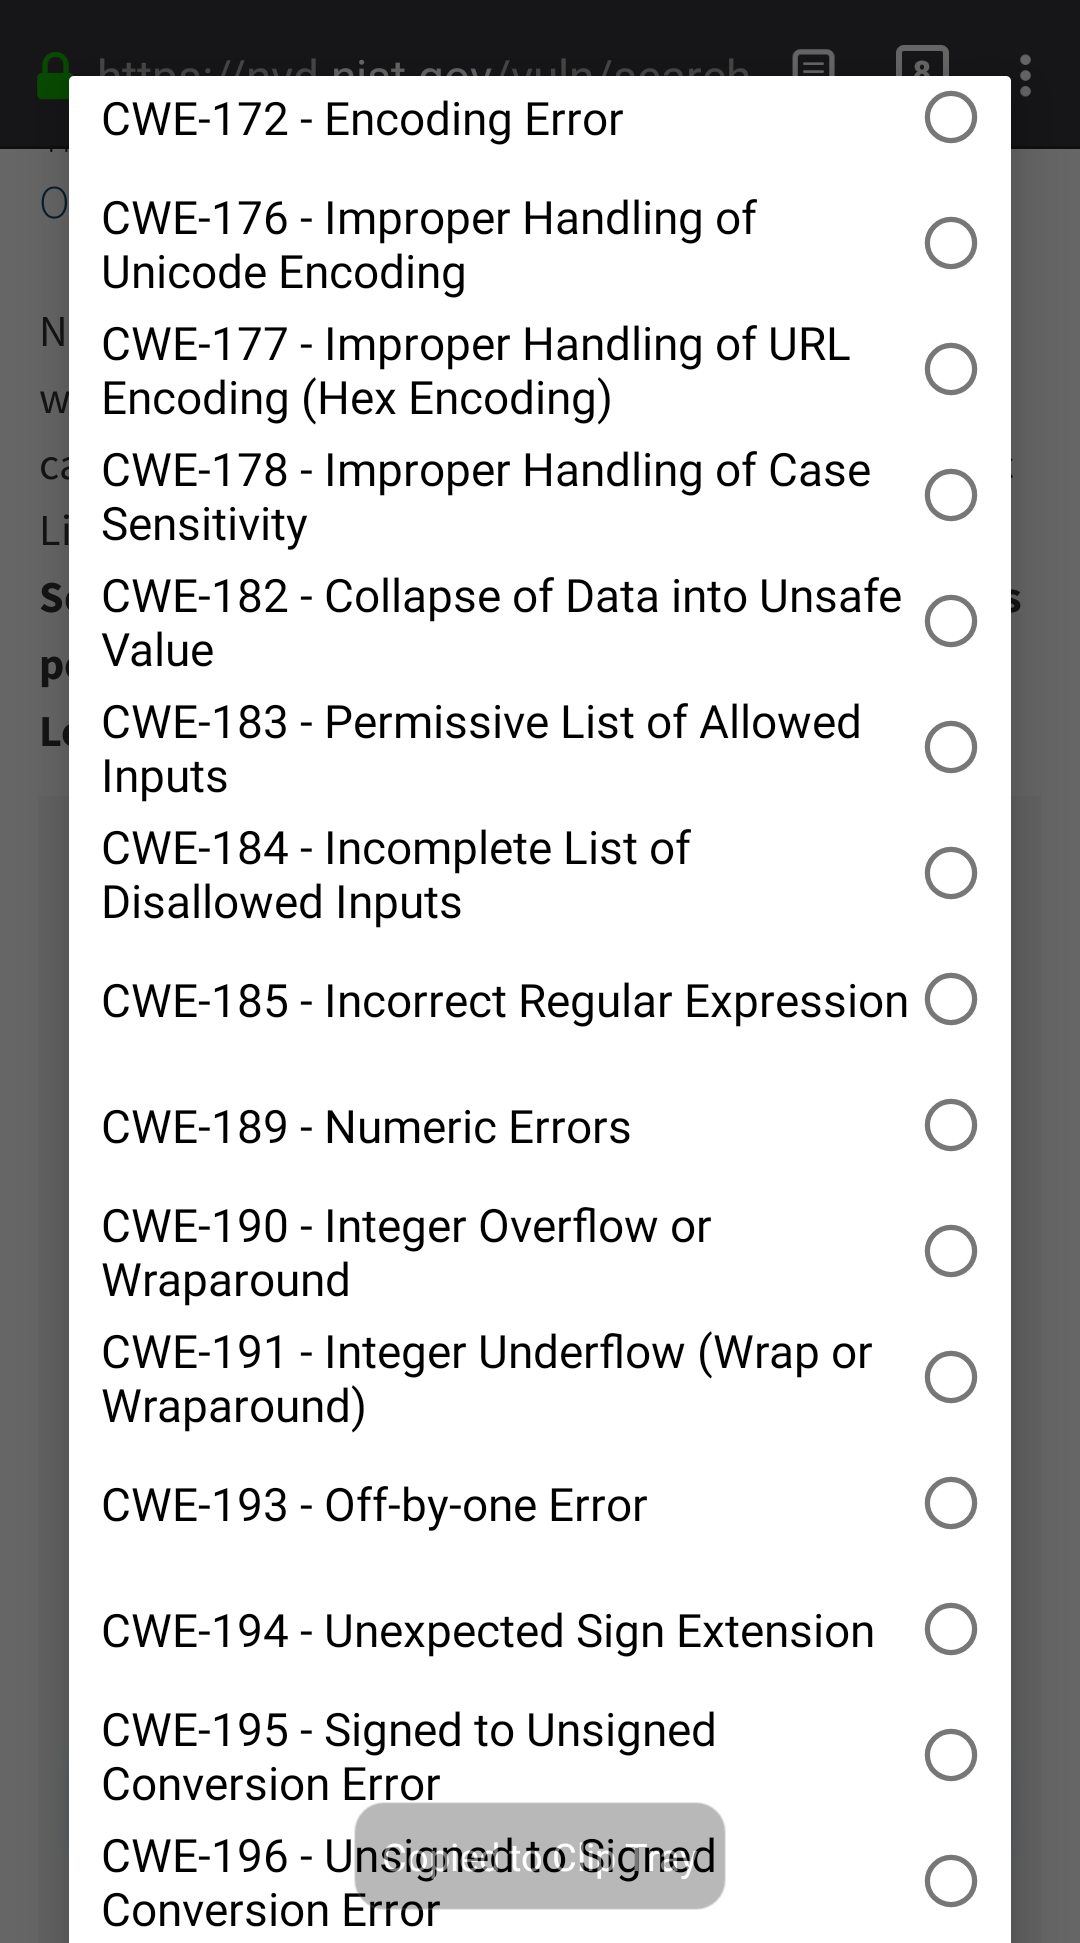 https://nvd.nist.gov/vuln/search
8
CWE-172 - Encoding Error
CWE-176 - Improper Handling of
Unicode Encoding
CWE-177 - Improper Handling of URL
Encoding (Hex Encoding)
CWE-178 - Improper Handling of Case
Sensitivity
CWE-182 - Collapse of Data into Unsafe
Value
CWE-183 - Permissive List of Allowed
Inputs
CWE-184 - Incomplete List of
Disallowed Inputs
CWE-185 - Incorrect Regular Expression
CWE-189 - Numeric Errors
CWE-190 - Integer Overflow or
Wraparound
CWE-191 - Integer Underflow (Wrap or
Wraparound)
CWE-193 - Off-by-one Error
CWE-194 - Unexpected Sign Extension
CWE-195 - Signed to Unsigned
Conversion Error
CWE-196 - Unsigned to Signed
Conversion Error
Copied to Clip Tray